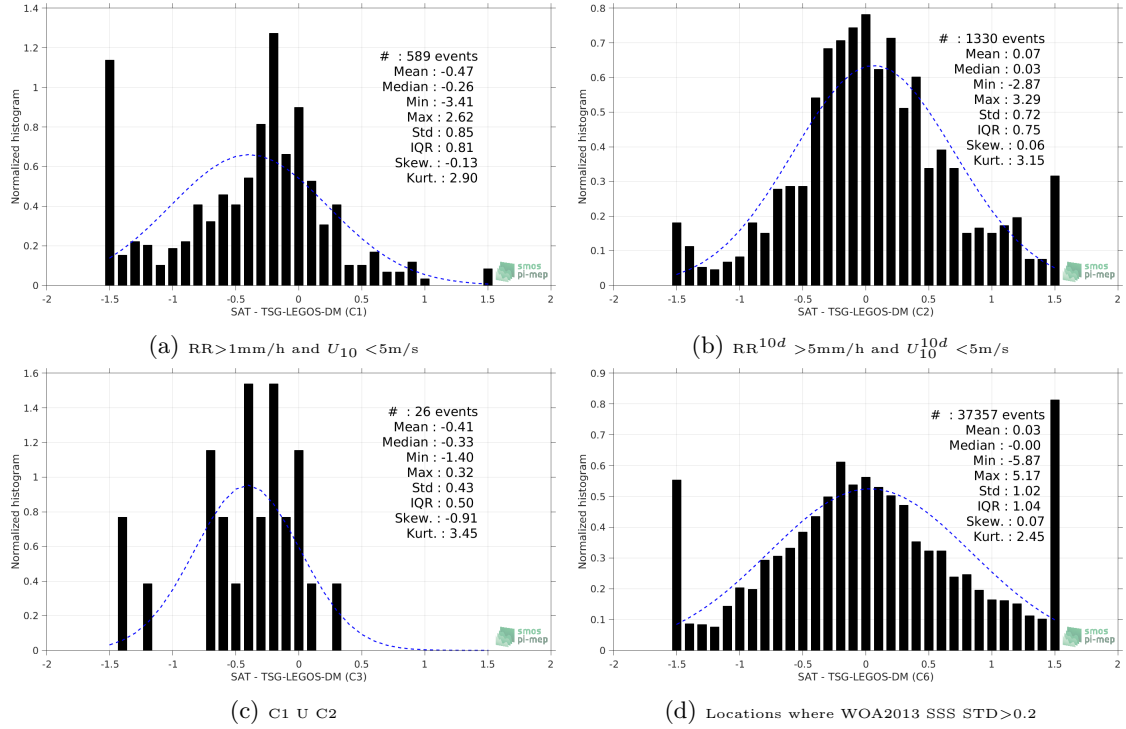 1.4
1.2
1
0.8
0.6
0.4
0.2
0
Normalized histogram
# : 589 events
Mean : -0.47
Median : -0.26
Min : -3.41
Max : 2.62
Std : 0.85
IQR : 0.81
Skew. : -0.13
Kurt. : 2.90
smos
pi-mep
-2 -1.5 -1 -0.5 0 0.5 1 1.5 2
SAT - TSG-LEGOS-DM (C1)
(a) RR>1mm/h and U10 <5m/s
0.8
0.7
0.6
0.5
0.4
0.3
0.2
0.1
0
Normalized histogram
# : 1330 events
Mean : 0.07
Median : 0.03
Min : -2.87
Max : 3.29
Std : 0.72
IQR : 0.75
Skew. : 0.06
Kurt. : 3.15
smos
pi-mep
-2 -1.5 -1 -0.5 0 0.5 1 1.5 2
SAT - TSG-LEGOS-DM (C2)
(b) RR^10d >5mm/h and U10^10d <5m/s
1.6
1.4
1.2
1
0.8
0.6
0.4
0.2
0
Normalized histogram
# : 26 events
Mean : -0.41
Median : -0.33
Min : -1.40
Max : 0.32
Std : 0.43
IQR : 0.50
Skew. : -0.91
Kurt. : 3.45
smos
pi-mep
-2 -1.5 -1 -0.5 0 0.5 1 1.5 2
SAT - TSG-LEGOS-DM (C3)
(c) C1 U C2
0.9
0.8
0.7
0.6
0.5
0.4
0.3
0.2
0.1
0
Normalized histogram
# : 37357 events
Mean : 0.03
Median : -0.00
Min : -5.87
Max : 5.17
Std : 1.02
IQR : 1.04
Skew. : 0.07
Kurt. : 2.45
smos
pi-mep
-2 -1.5 -1 -0.5 0 0.5 1 1.5 2
SAT - TSG-LEGOS-DM (C6)
(d) Locations where WOA2013 SSS STD>0.2